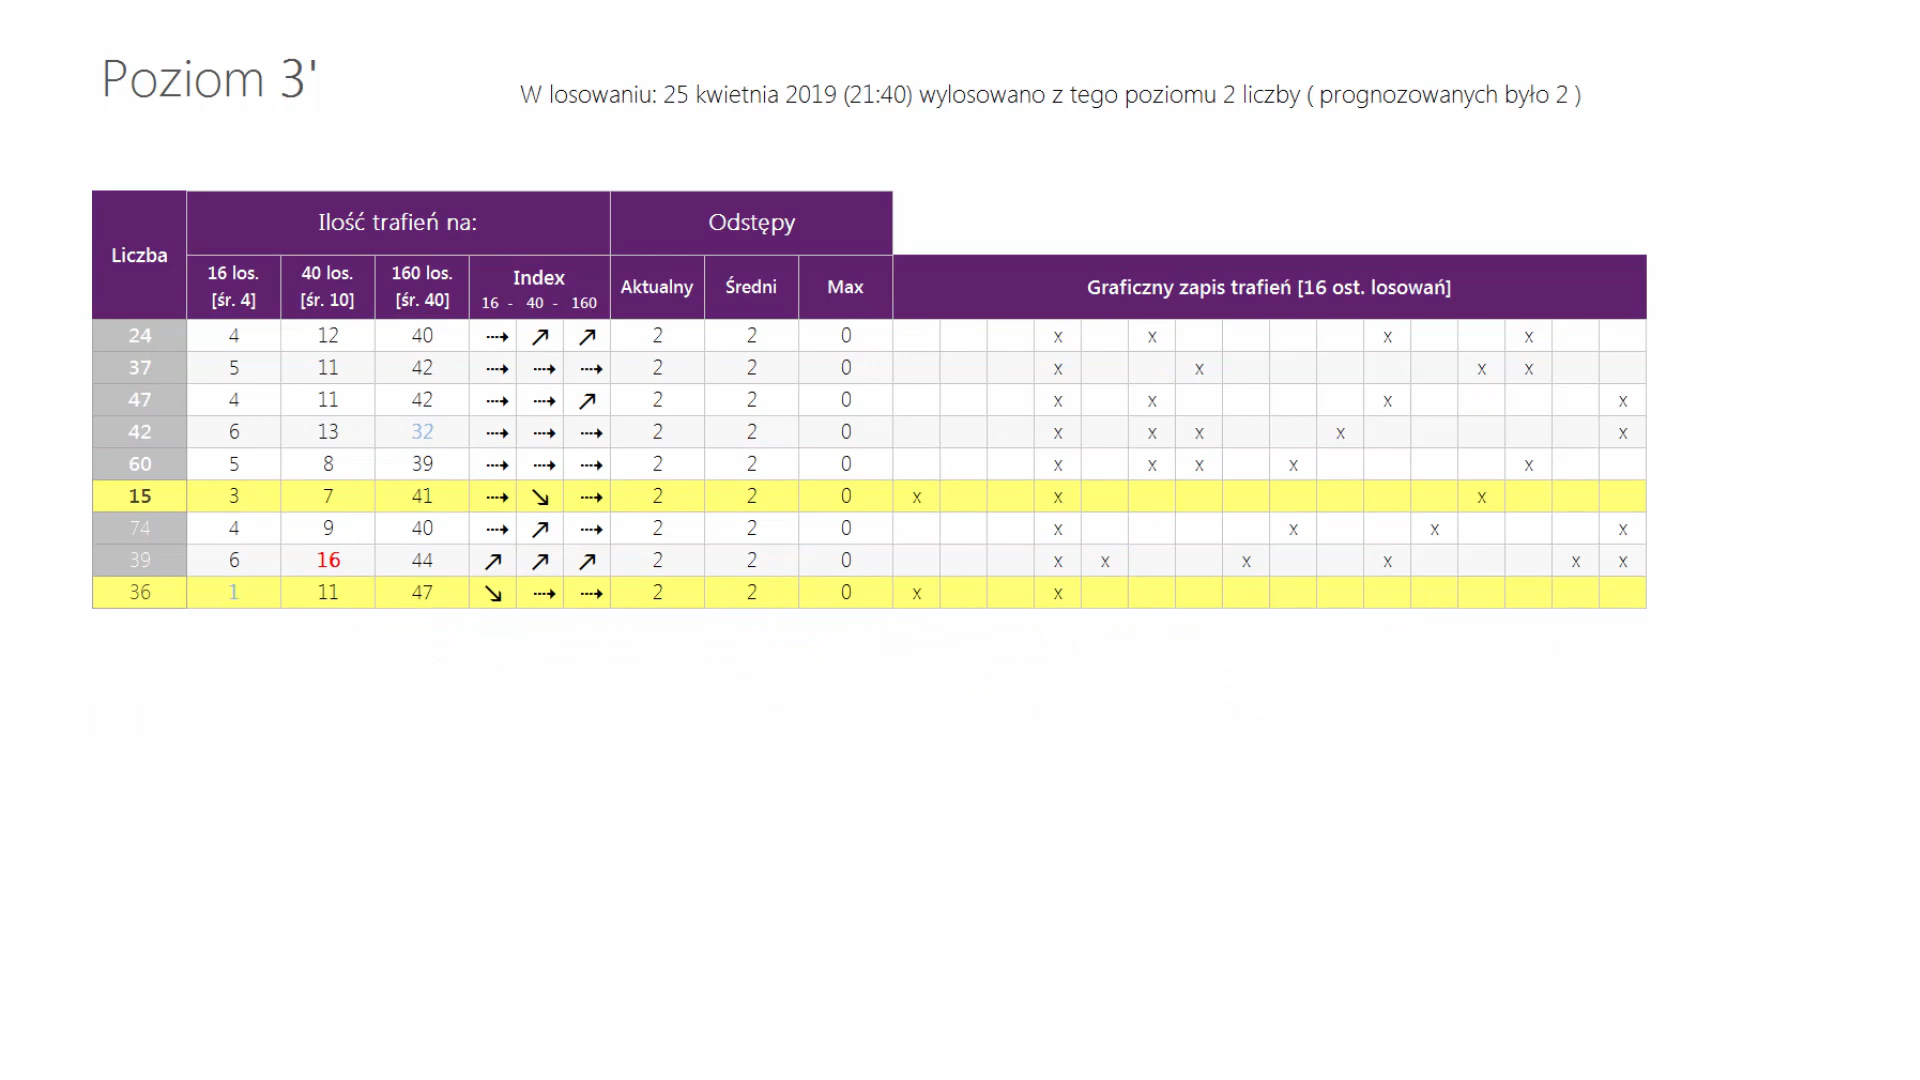 Poziom 3'
W losowaniu: 25 kwietnia 2019 (21:40) wylosowano z tego poziomu 2 liczby ( prognozowanych było 2 )
Liczba Ilość trafień na: Odstępy
16 los. [śr. 4] 40 los. [śr. 10] 160 los. [śr. 40] Index 16 - 40 - 160 Aktualny Średni Max Graficzny zapis trafień [16 ost. losowań]
24 4 12 40 ⤍ ↗ ↗ 2 2 0 x x x x
37 5 11 42 ⤍ ⤍ ⤍ 2 2 0 x x x x
47 4 11 42 ⤍ ⤍ ↗ 2 2 0 x x x x
42 6 13 32 ⤍ ⤍ ⤍ 2 2 0 x x x x x
60 5 8 39 ⤍ ⤍ ⤍ 2 2 0 x x x x x
15 3 7 41 ⤍ ↘ ⤍ 2 2 0 x x x
74 4 9 40 ⤍ ↗ ⤍ 2 2 0 x x x x
39 6 16 44 ↗ ↗ ↗ 2 2 0 x x x x x x
36 1 11 47 ↘ ⤍ ⤍ 2 2 0 x x